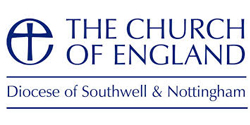 THE CHURCH
OF ENGLAND
Diocese of Southwell & Nottingham